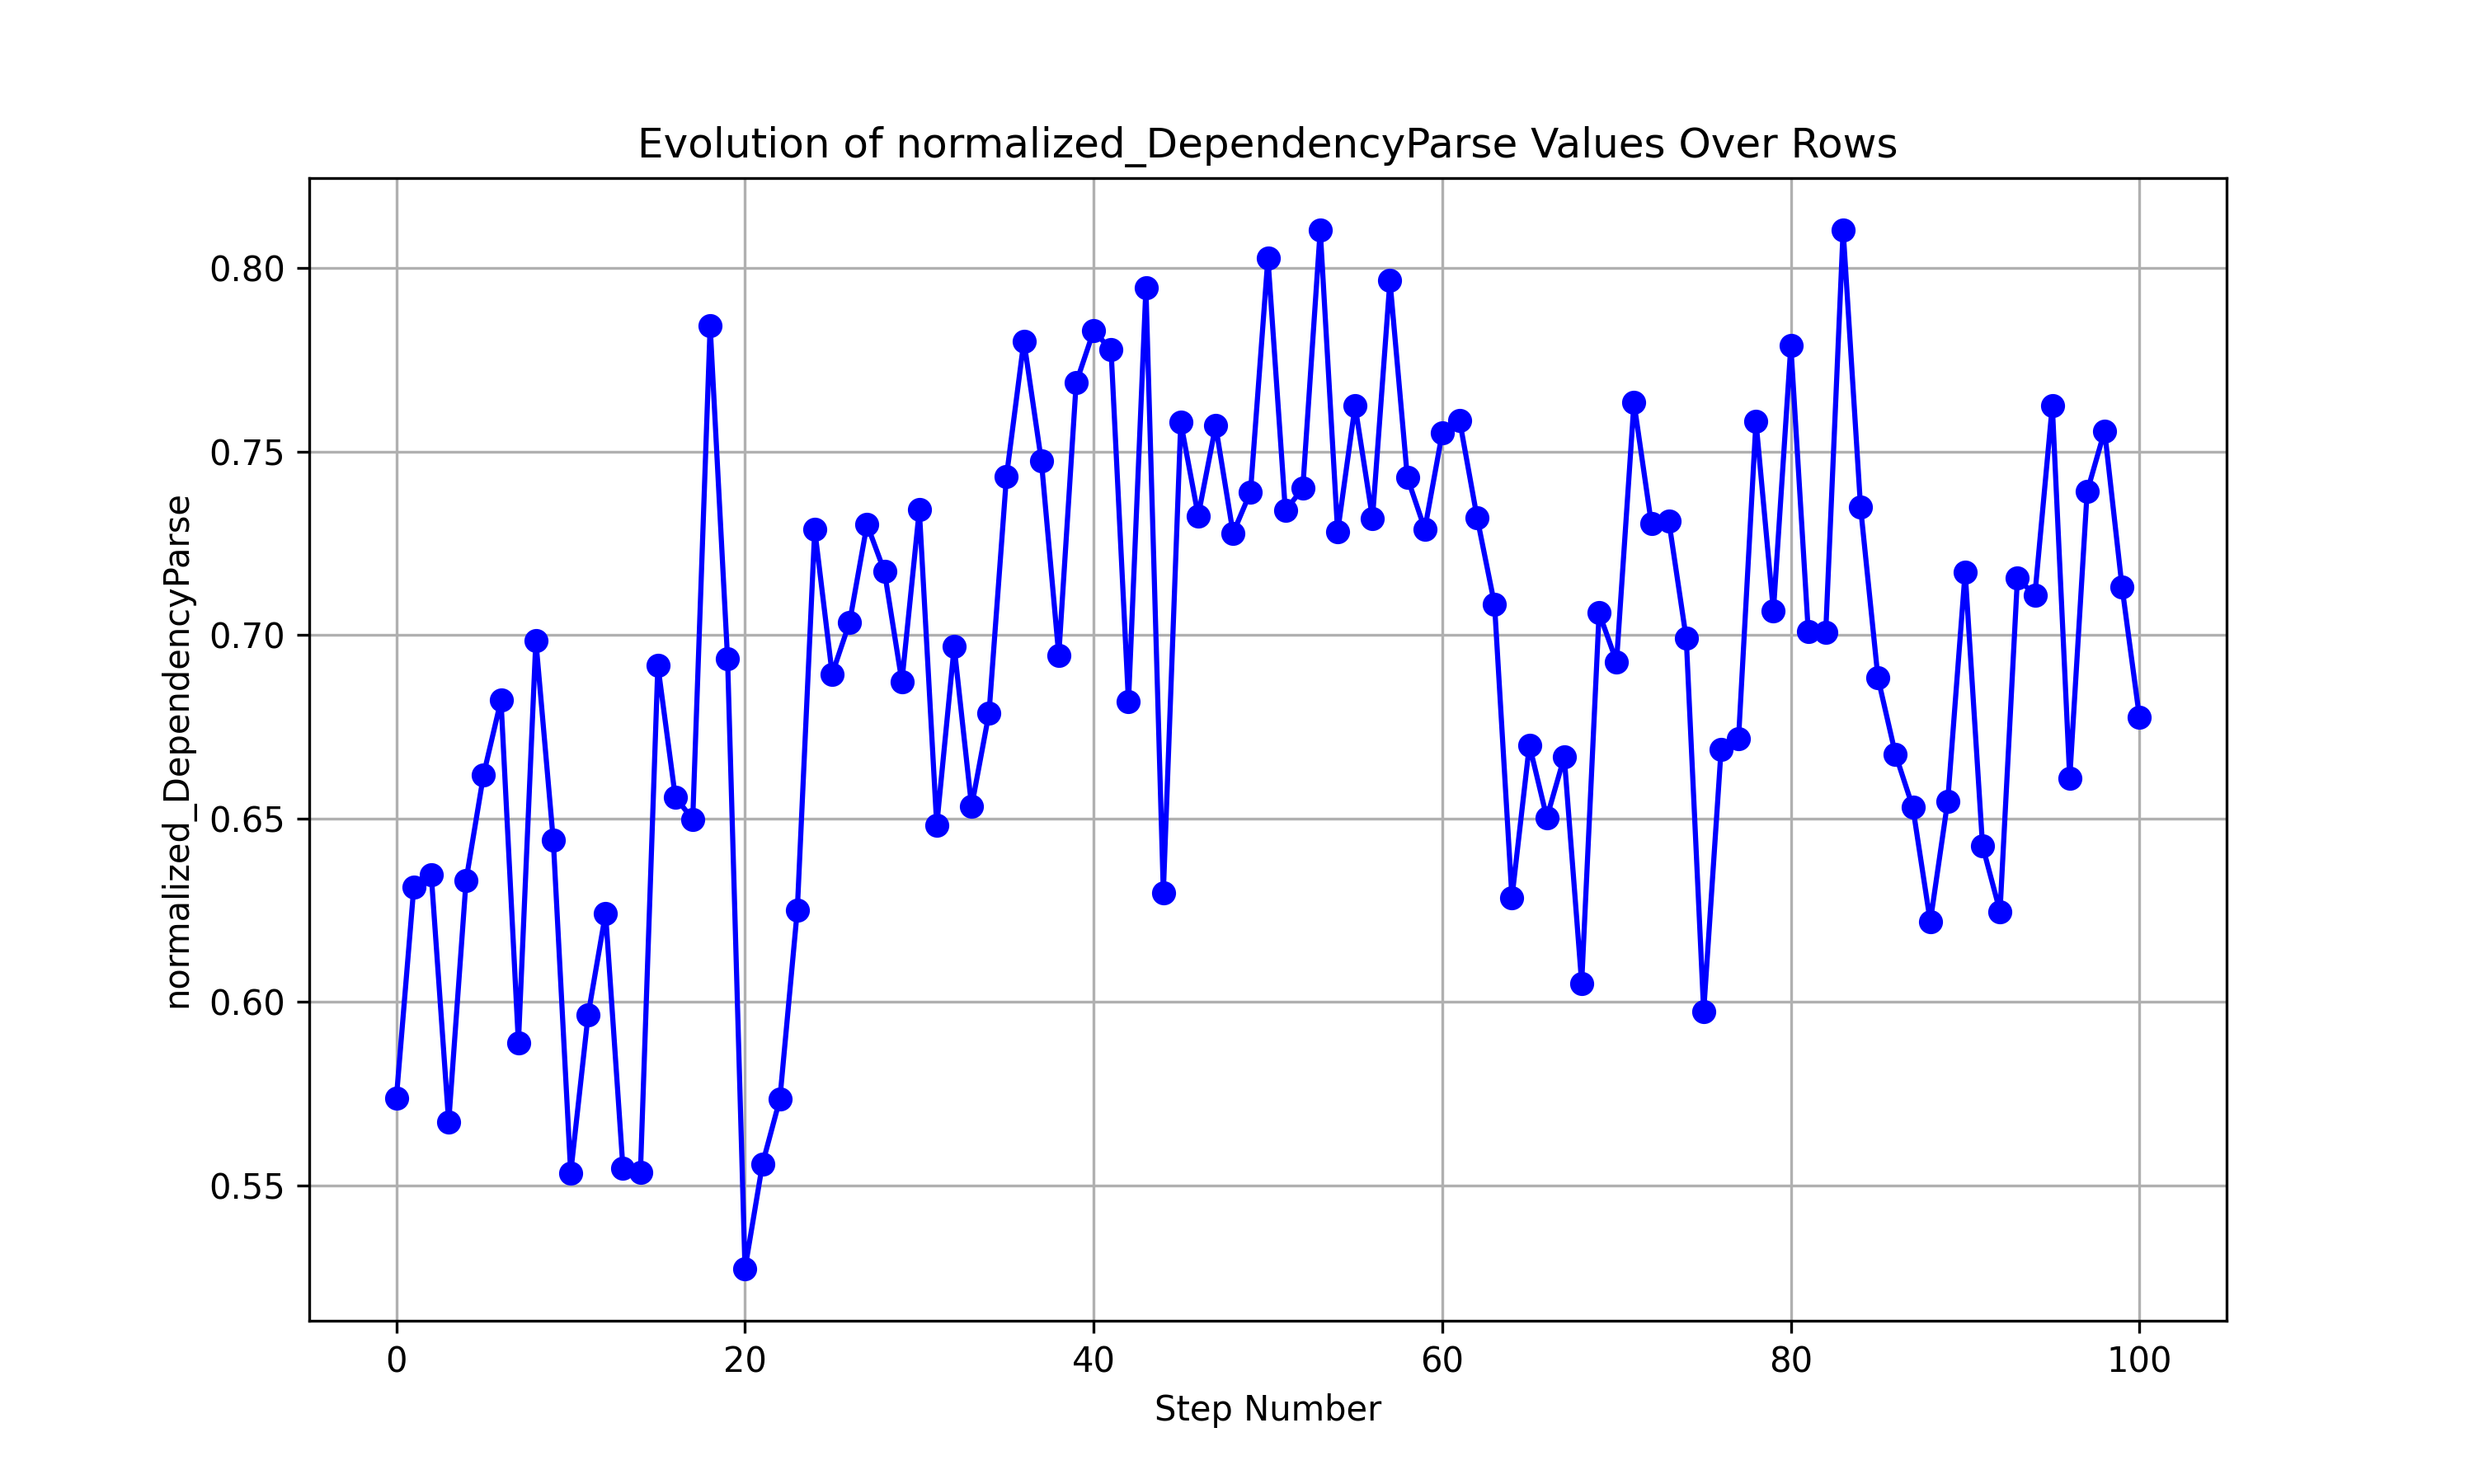 Evolution of normalized_DependencyParse Values Over Rows
normalized_DependencyParse
0.80
0.75
0.70
0.65
0.60
0.55
0 20 40 60 80 100
Step Number